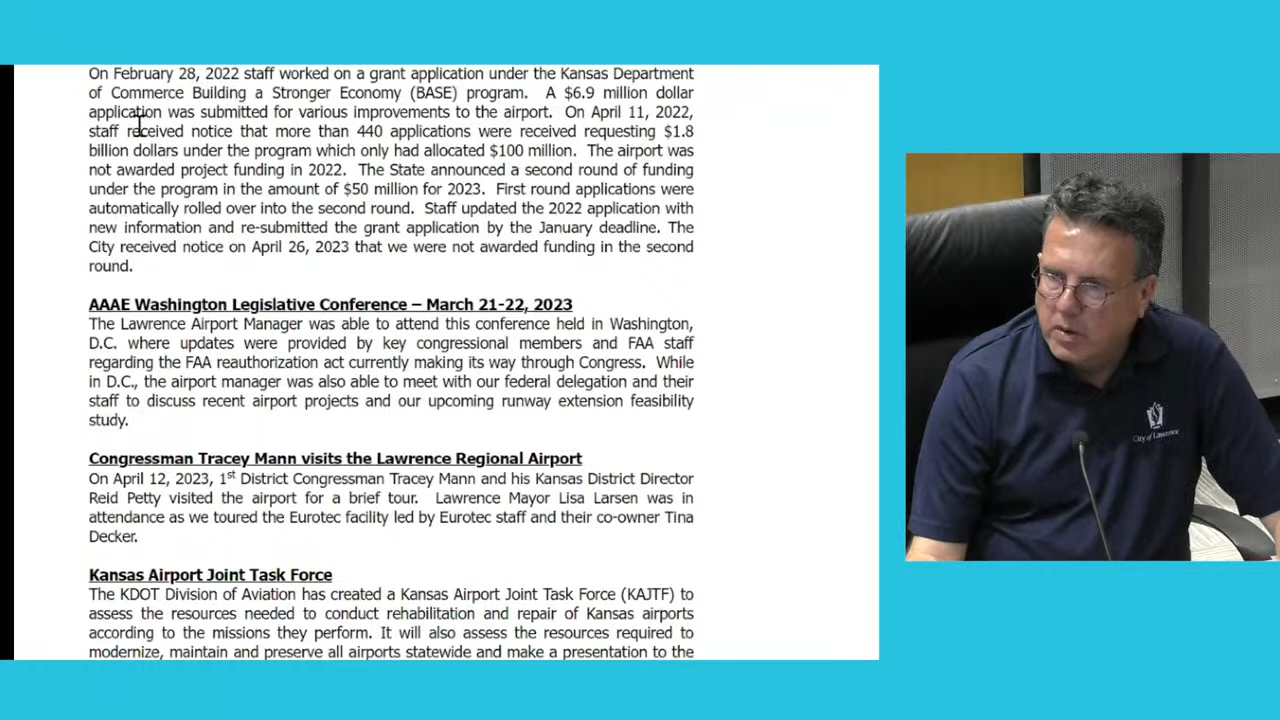 On February 28, 2022 staff worked on a grant application under the Kansas Department
of Commerce Building a Stronger Economy (BASE) program.  A $6.9 million dollar
application was submitted for various improvements to the airport.  On April 11, 2022,
staff received notice that more than 440 applications were received requesting $1.8
billion dollars under the program which only had allocated $100 million.  The airport was
not awarded project funding in 2022.  The State announced a second round of funding
under the program in the amount of $50 million for 2023.  First round applications were
automatically rolled over into the second round.  Staff updated the 2022 application with
new information and re-submitted the grant application by the January deadline. The
City received notice on April 26, 2023 that we were not awarded funding in the second
round.
AAAE Washington Legislative Conference – March 21-22, 2023
The Lawrence Airport Manager was able to attend this conference held in Washington,
D.C. where updates were provided by key congressional members and FAA staff
regarding the FAA reauthorization act currently making its way through Congress.  While
in D.C., the airport manager was also able to meet with our federal delegation and their
staff to discuss recent airport projects and our upcoming runway extension feasibility
study.
Congressman Tracey Mann visits the Lawrence Regional Airport
On April 12, 2023, 1st District Congressman Tracey Mann and his Kansas District Director
Reid Petty visited the airport for a brief tour.  Lawrence Mayor Lisa Larsen was in
attendance as we toured the Eurotec facility led by Eurotec staff and their co-owner Tina
Decker.
Kansas Airport Joint Task Force
The KDOT Division of Aviation has created a Kansas Airport Joint Task Force (KAJTF) to
assess the resources needed to conduct rehabilitation and repair of Kansas airports
according to the missions they perform. It will also assess the resources required to
modernize, maintain and preserve all airports statewide and make a presentation to the
City of Lawrence